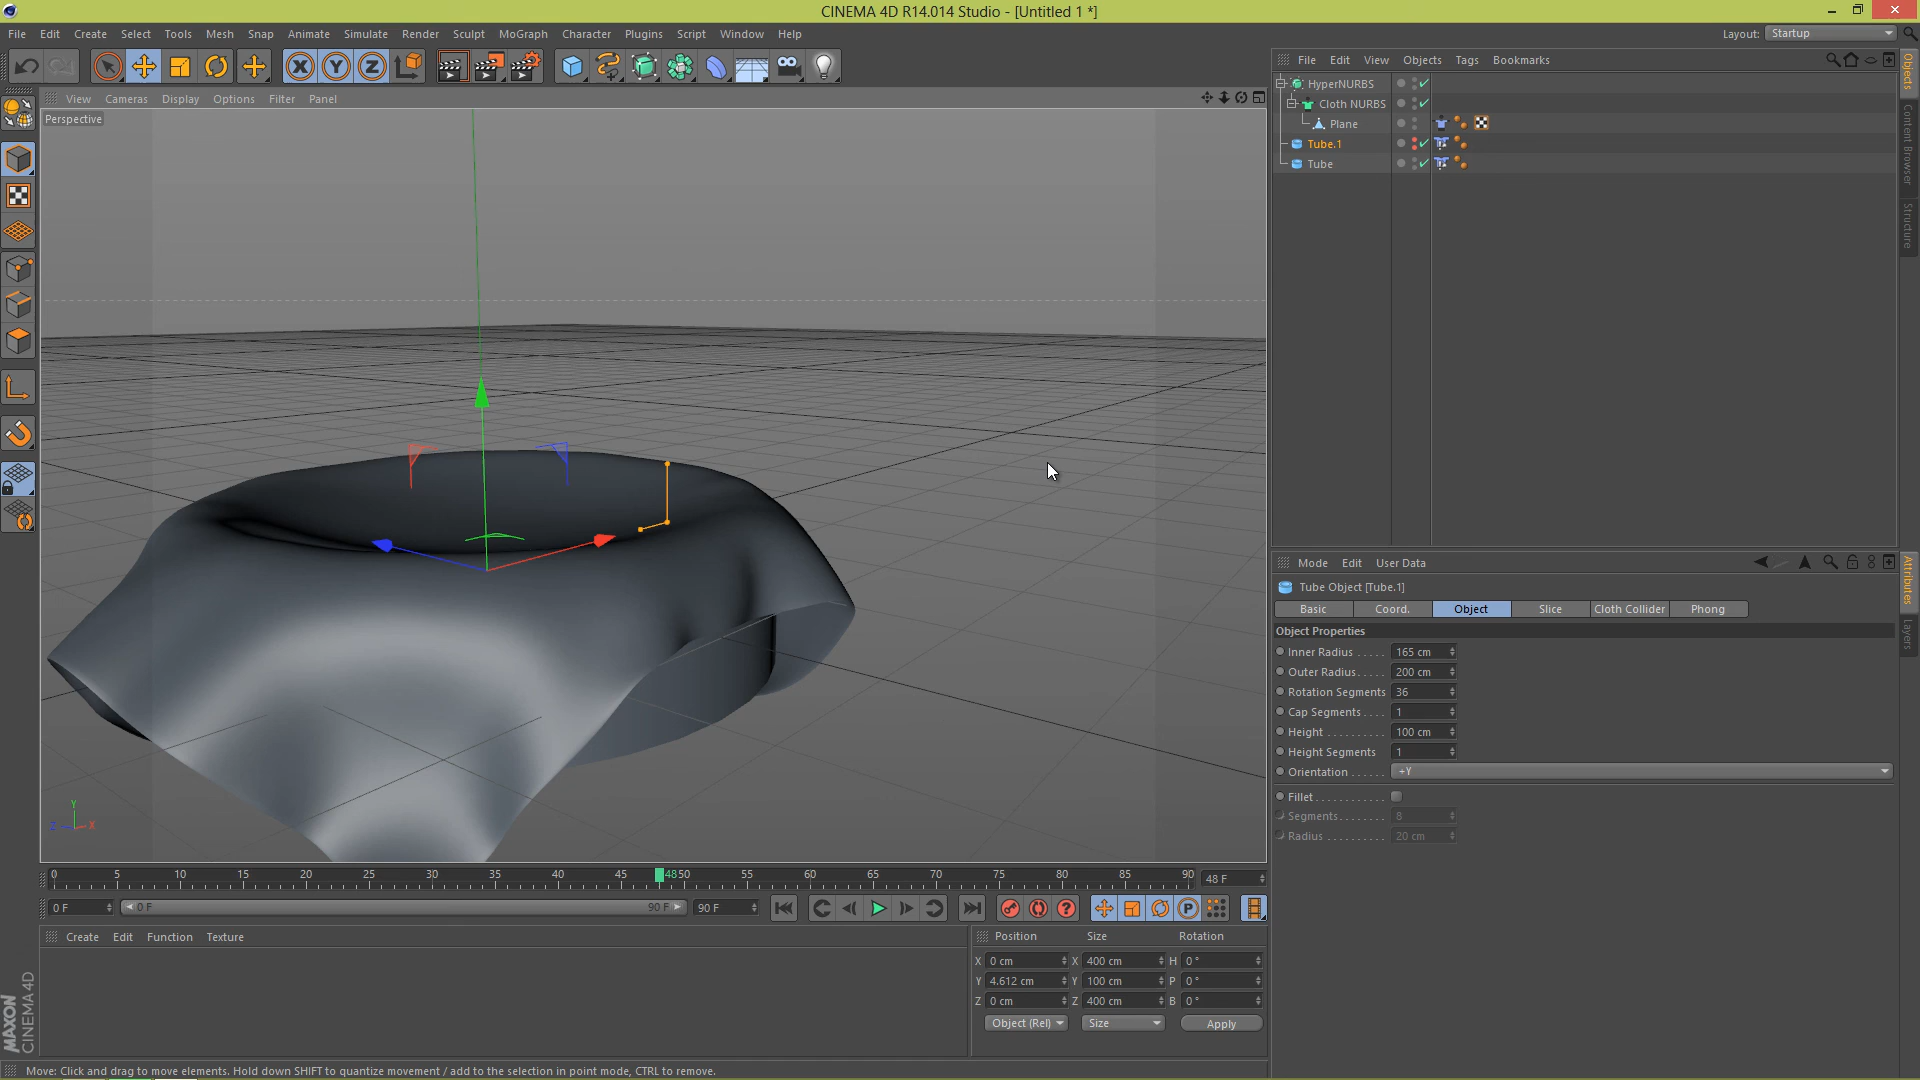 CINEMA 4D R14.014 Studio - [Untitled 1 *]
File Edit Create Select Tools Mesh Snap Animate Simulate Render Sculpt MoGraph Character Plugins Script Window Help
Layout: Startup
File Edit View Objects Tags Bookmarks
HyperNURBS
Cloth NURBS
Plane
Tube.1
Tube
Objects
Content Browser
Structure
View Cameras Display Options Filter Panel
Perspective
Y
Z X
Mode Edit User Data
Tube Object [Tube.1]
Basic Coord. Object Slice Cloth Collider Phong
Object Properties
Inner Radius ..... 165 cm
Outer Radius..... 200 cm
Rotation Segments 36
Cap Segments .... 1
Height .......... 100 cm
Height Segments 1
Orientation ...... +Y
Fillet............
Segments........ 8
Radius .......... 20 cm
Attributes
Layers
0 5 10 15 20 25 30 35 40 45 48 50 55 60 65 70 75 80 85 90 48 F
0 F 0 F 90 F 90 F
Create Edit Function Texture
Position Size Rotation
X 0 cm X 400 cm H 0 °
Y 4.612 cm Y 100 cm P 0 °
Z 0 cm Z 400 cm B 0 °
Object (Rel) Size Apply
MAXON
CINEMA 4D
Move: Click and drag to move elements. Hold down SHIFT to quantize movement / add to the selection in point mode, CTRL to remove.